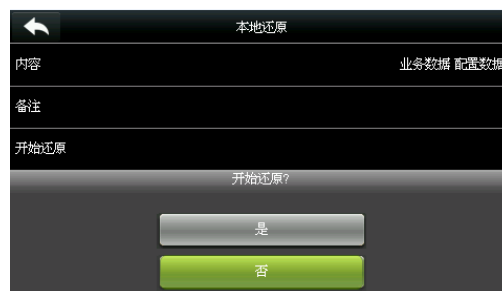 本地还原
内容 业务数据 配置数据
备注
开始还原
开始还原?
是
否